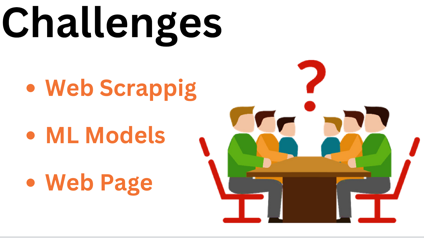 Challenges
• Web Scrappig
• ML Models
?
• Web Page